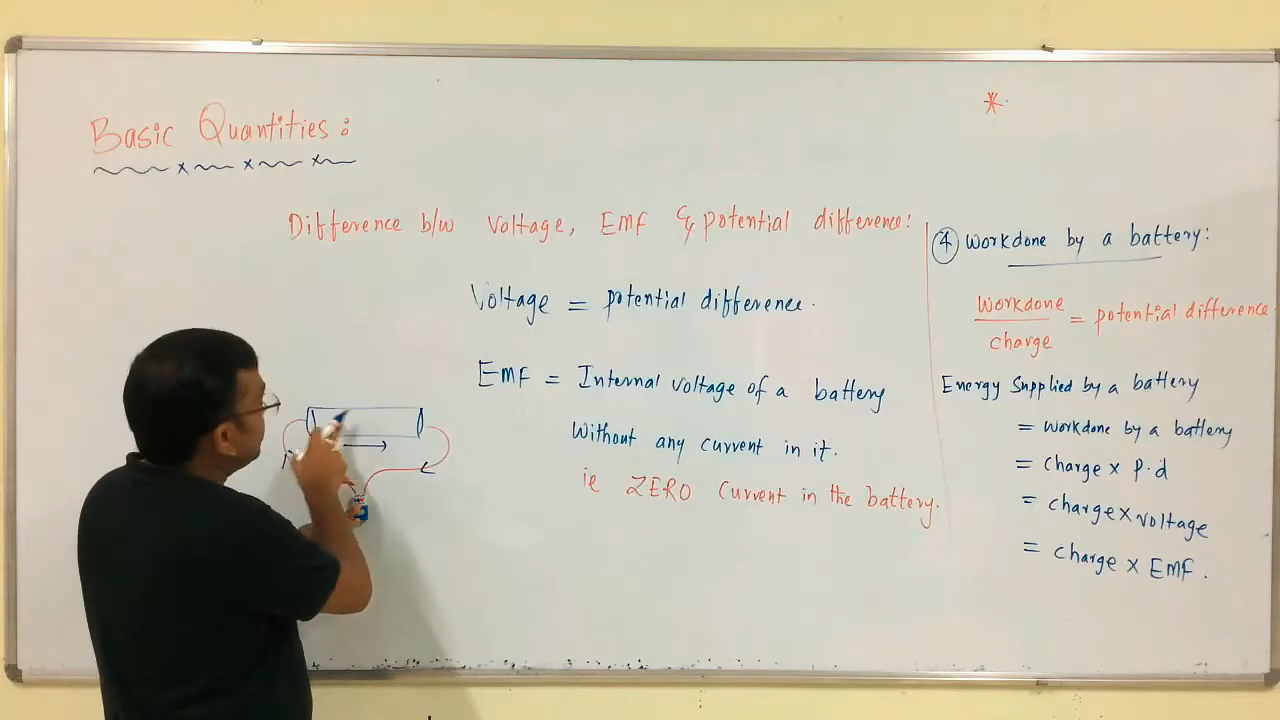 Basic Quantities:
Difference b/w Voltage, Emf & potential difference:
Voltage = potential difference.
Emf = Internal voltage of a battery
Without any current in it.
ie ZERO Current in the battery.
④ Workdone by a battery:
Workdone
= potential difference
charge
Energy Supplied by a battery
= Workdone by a battery
= charge × P.d
= charge × voltage
= charge × Emf.